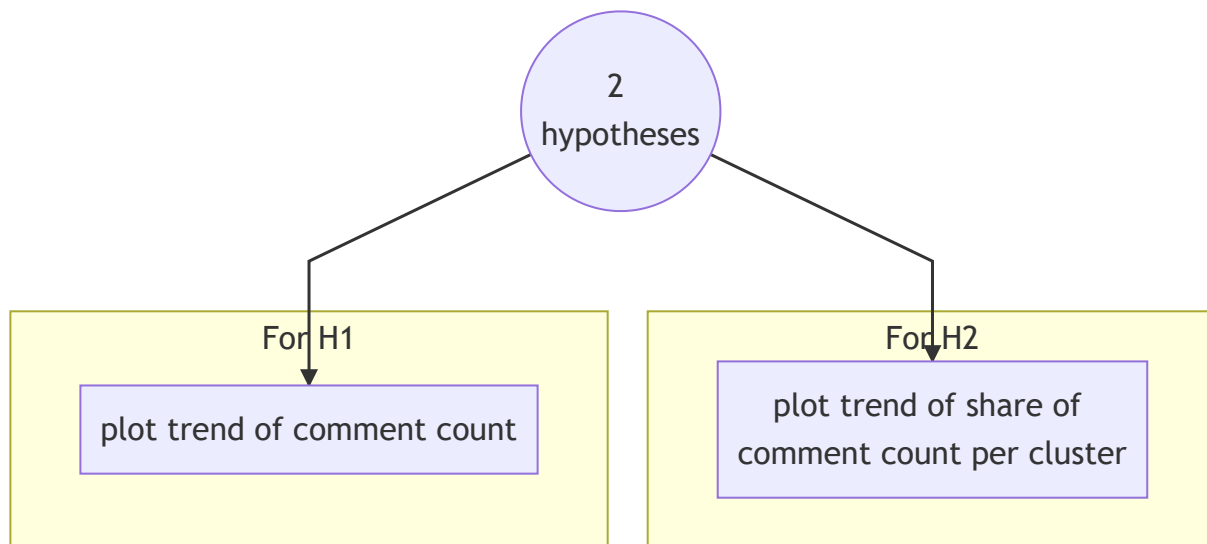 2
hypotheses
For H1
For H2
plot trend of comment count
plot trend of share of
comment count per cluster